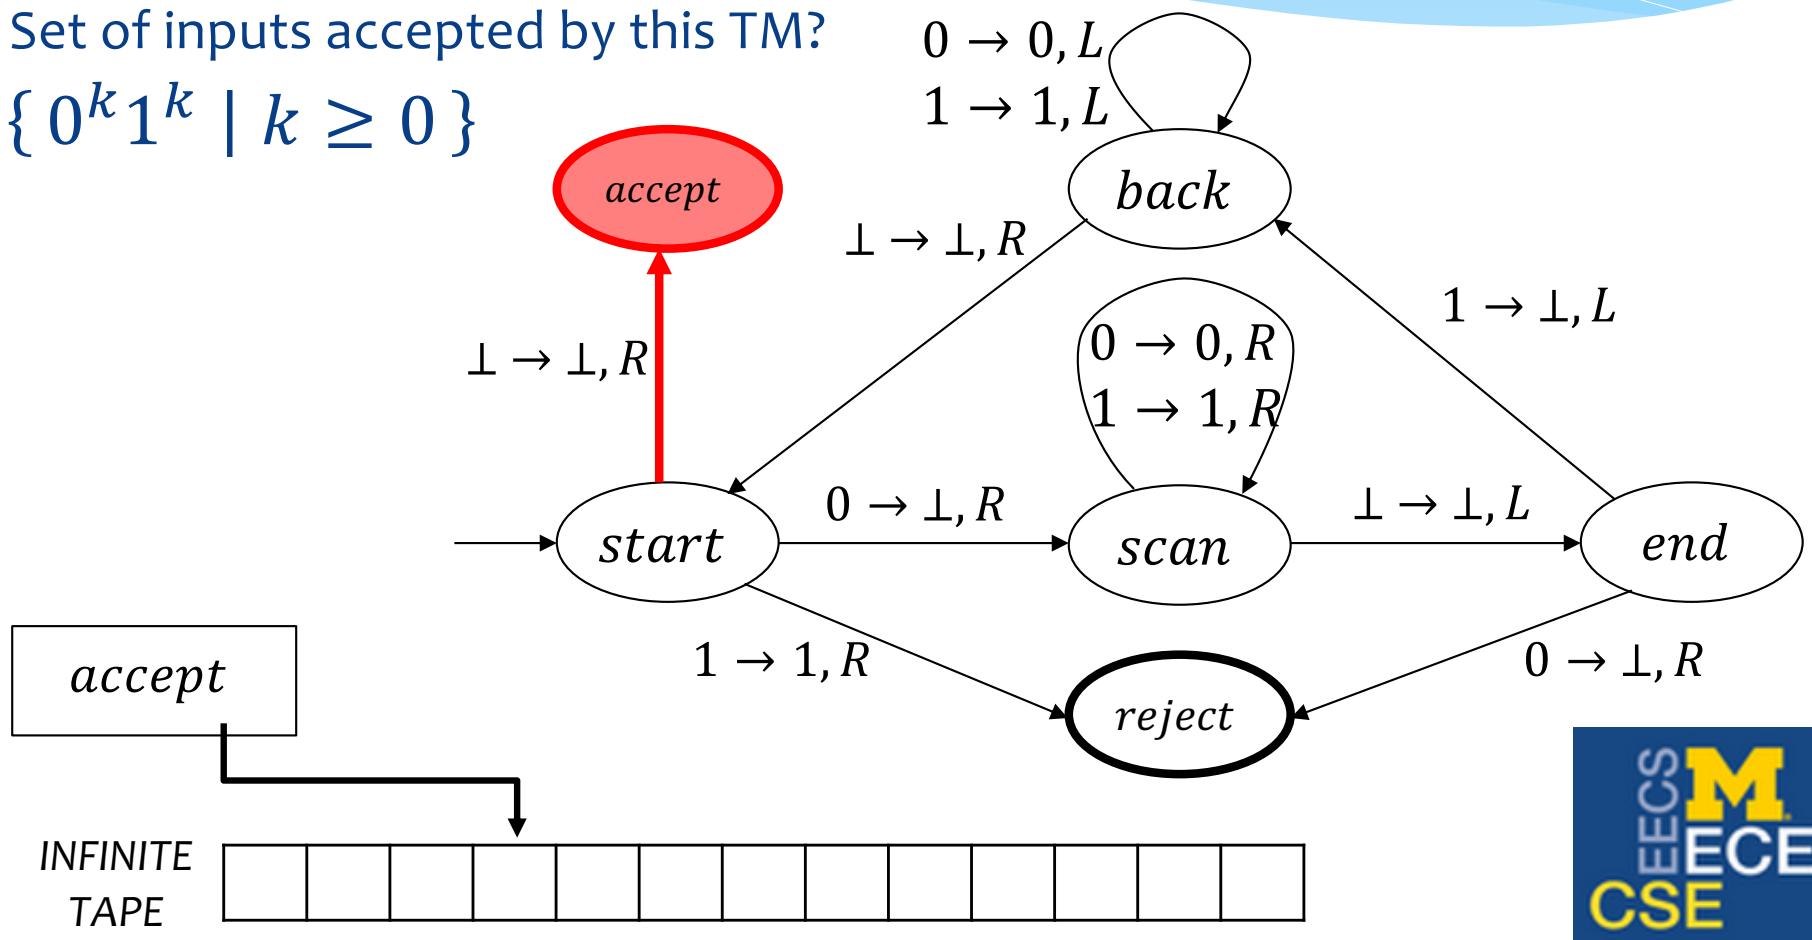 Set of inputs accepted by this TM?
{ 0^k 1^k | k ≥ 0 }
0 → 0, L
1 → 1, L
accept
back
⊥ → ⊥, R
1 → ⊥, L
0 → 0, R
1 → 1, R
⊥ → ⊥, R
0 → ⊥, R
⊥ → ⊥, L
start
scan
end
1 → 1, R
0 → ⊥, R
accept
reject
INFINITE
TAPE
EECS
M
ECE
CSE